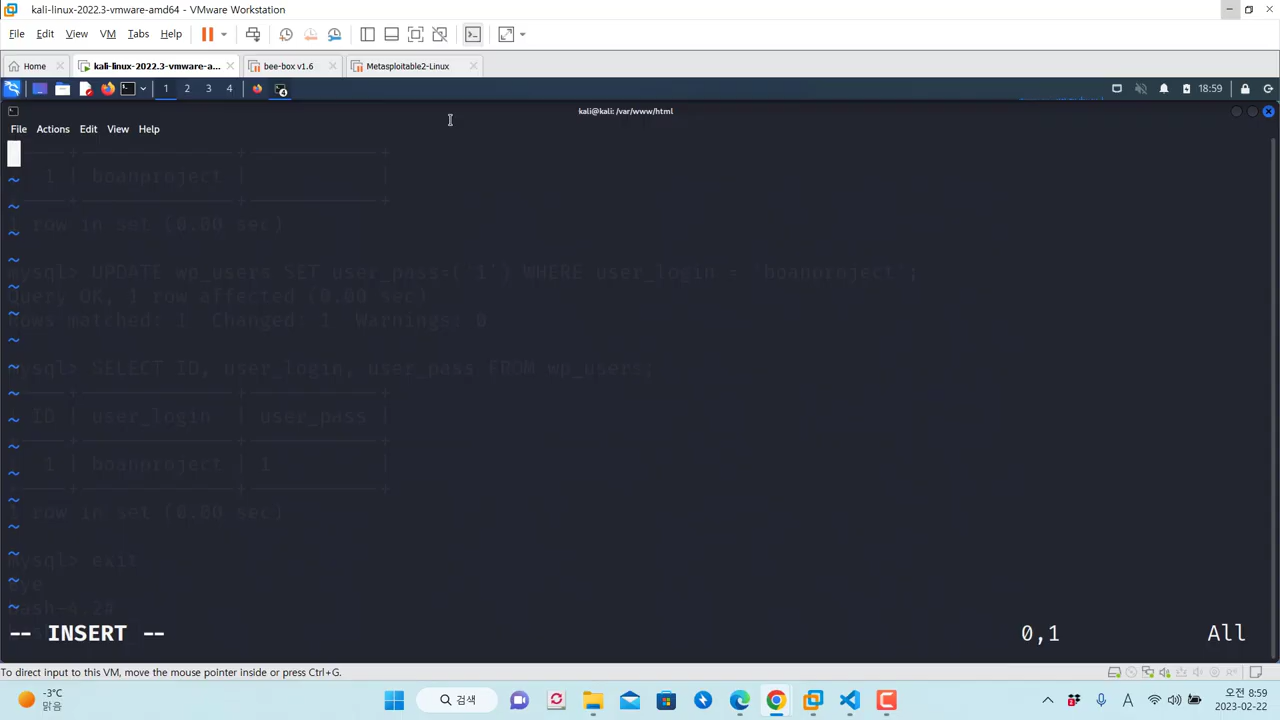 kali-linux-2022.3-vmware-amd64 - VMware Workstation
File Edit View VM Tabs Help
Home kali-linux-2022.3-vmware-a... bee-box v1.6 Metasploitable2-Linux
1 2 3 4 18:59
kali@kali: /var/www/html
File Actions Edit View Help
~ 1 | boanproject | |
~
row in set (0.00 sec)
~
~
mysql> UPDATE wp_users SET user_pass=('1') WHERE user_login = 'boanproject';
Query OK, 1 row affected (0.00 sec)
Rows matched: 1 Changed: 1 Warnings: 0
~
mysql> SELECT ID, user_login, user_pass FROM wp_users;
~
ID | user_login | user_pass |
~
1 | boanproject | 1 |
~
row in set (0.00 sec)
~
mysql> exit
bye
bash-4.2#
-- INSERT -- 0,1 All
To direct input to this VM, move the mouse pointer inside or press Ctrl+G.
-3°C
맑음
검색
A
오전 8:59
2023-02-22